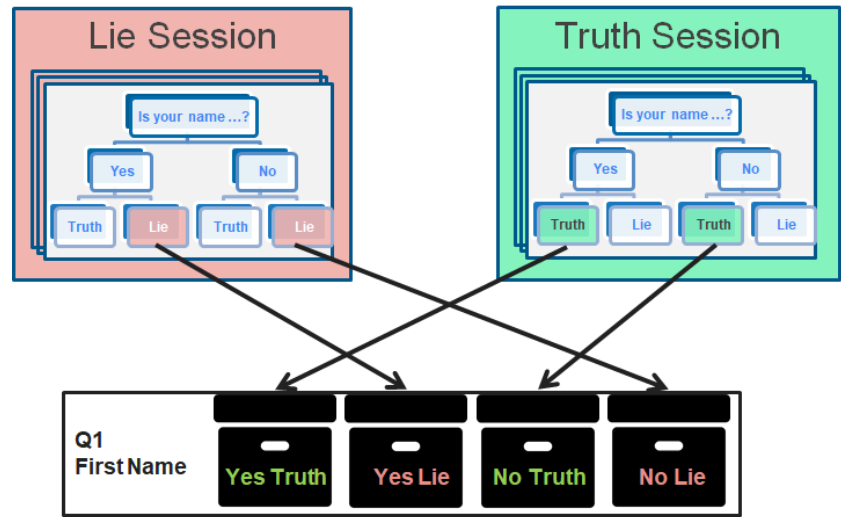 Lie Session
Is your name ...?
Yes No
Truth Lie Truth Lie
Truth Session
Is your name ...?
Yes No
Truth Lie Truth Lie
Q1
First Name
Yes Truth Yes Lie No Truth No Lie